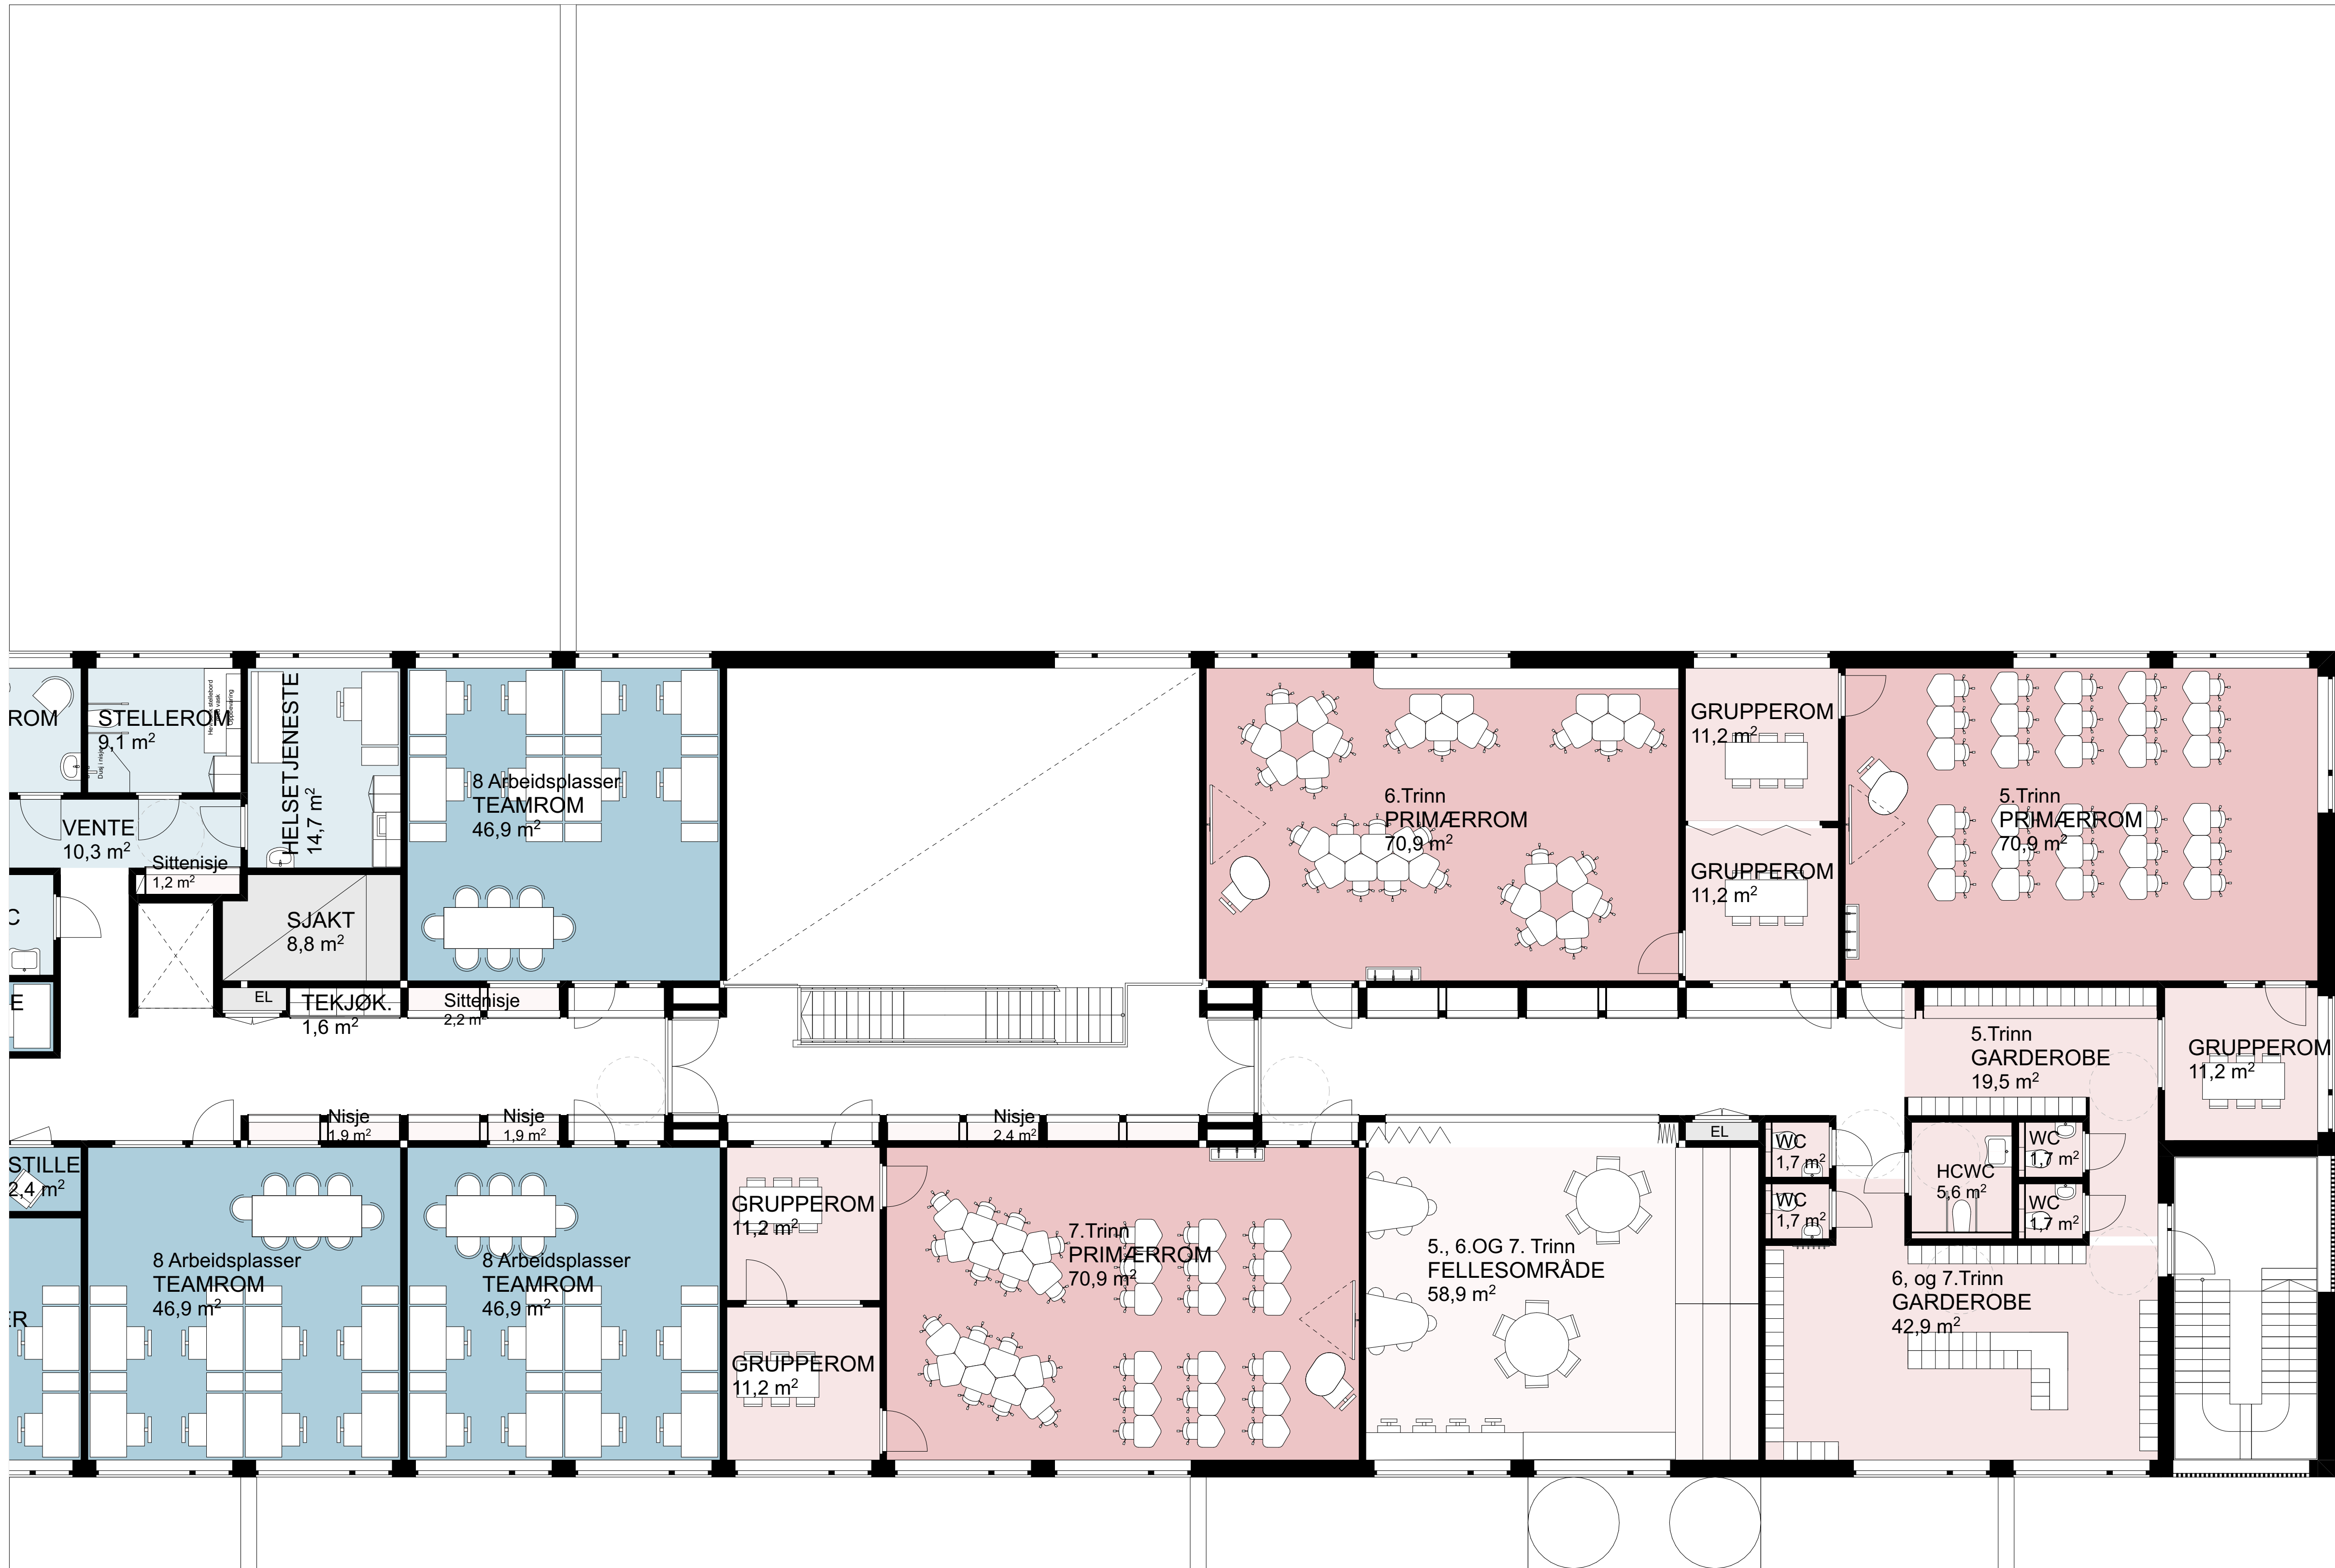 ROM
STELLEROM
9,1 m²
HELSETJENESTE
14,7 m²
8 Arbeidsplasser
TEAMROM
46,9 m²
VENTE
10,3 m²
Sittenisje
1,2 m²
C
SJAKT
8,8 m²
E
EL
TEKJØK.
1,6 m²
Sittenisje
2,2 m²
6.Trinn
PRIMÆRROM
70,9 m²
GRUPPEROM
11,2 m²
GRUPPEROM
11,2 m²
5.Trinn
PRIMÆRROM
70,9 m²
5.Trinn
GARDEROBE
19,5 m²
GRUPPEROM
11,2 m²
Nisje
1,9 m²
Nisje
1,9 m²
Nisje
2,4 m²
EL
WC
1,7 m²
WC
1,7 m²
HCWC
5,6 m²
WC
1,7 m²
WC
1,7 m²
STILLE
2,4 m²
ER
8 Arbeidsplasser
TEAMROM
46,9 m²
8 Arbeidsplasser
TEAMROM
46,9 m²
GRUPPEROM
11,2 m²
GRUPPEROM
11,2 m²
7.Trinn
PRIMÆRROM
70,9 m²
5., 6.OG 7. Trinn
FELLESOMRÅDE
58,9 m²
6, og 7.Trinn
GARDEROBE
42,9 m²